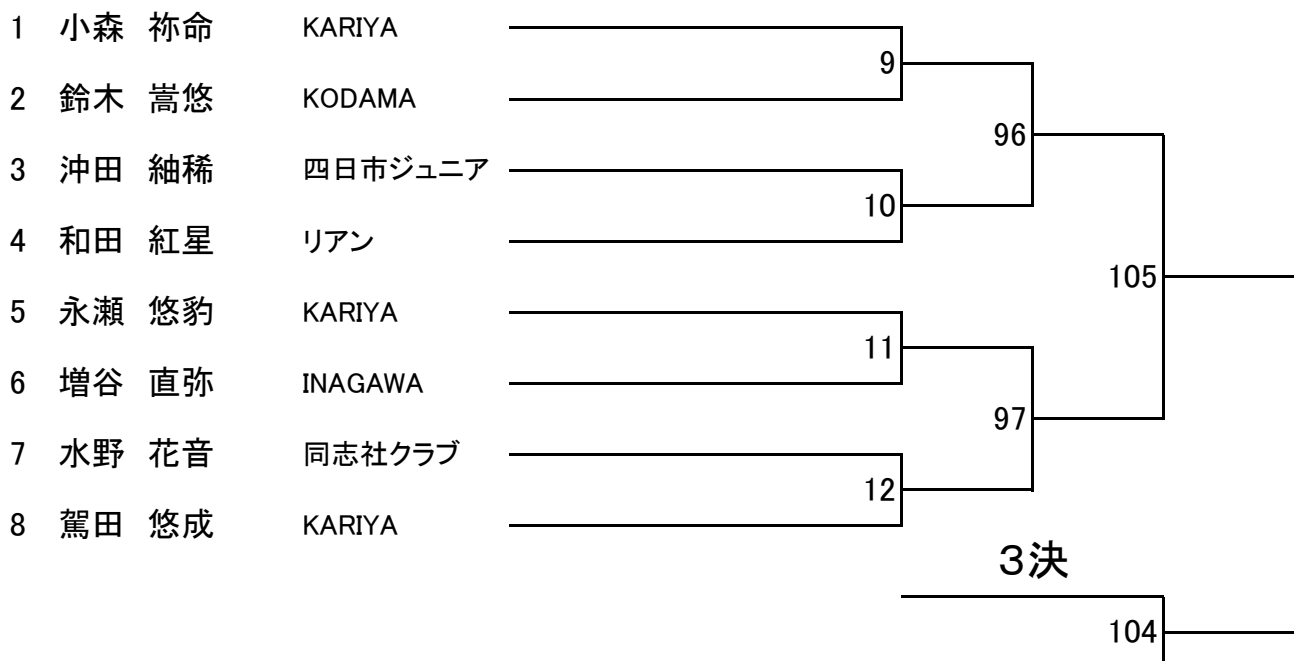 1 小森 祢命 KARIYA
9
2 鈴木 嵩悠 KODAMA
96
3 沖田 紬稀 四日市ジュニア
10
4 和田 紅星 リアン
105
5 永瀬 悠豹 KARIYA
11
6 増谷 直弥 INAGAWA
97
7 水野 花音 同志社クラブ
12
8 駕田 悠成 KARIYA
３決
104